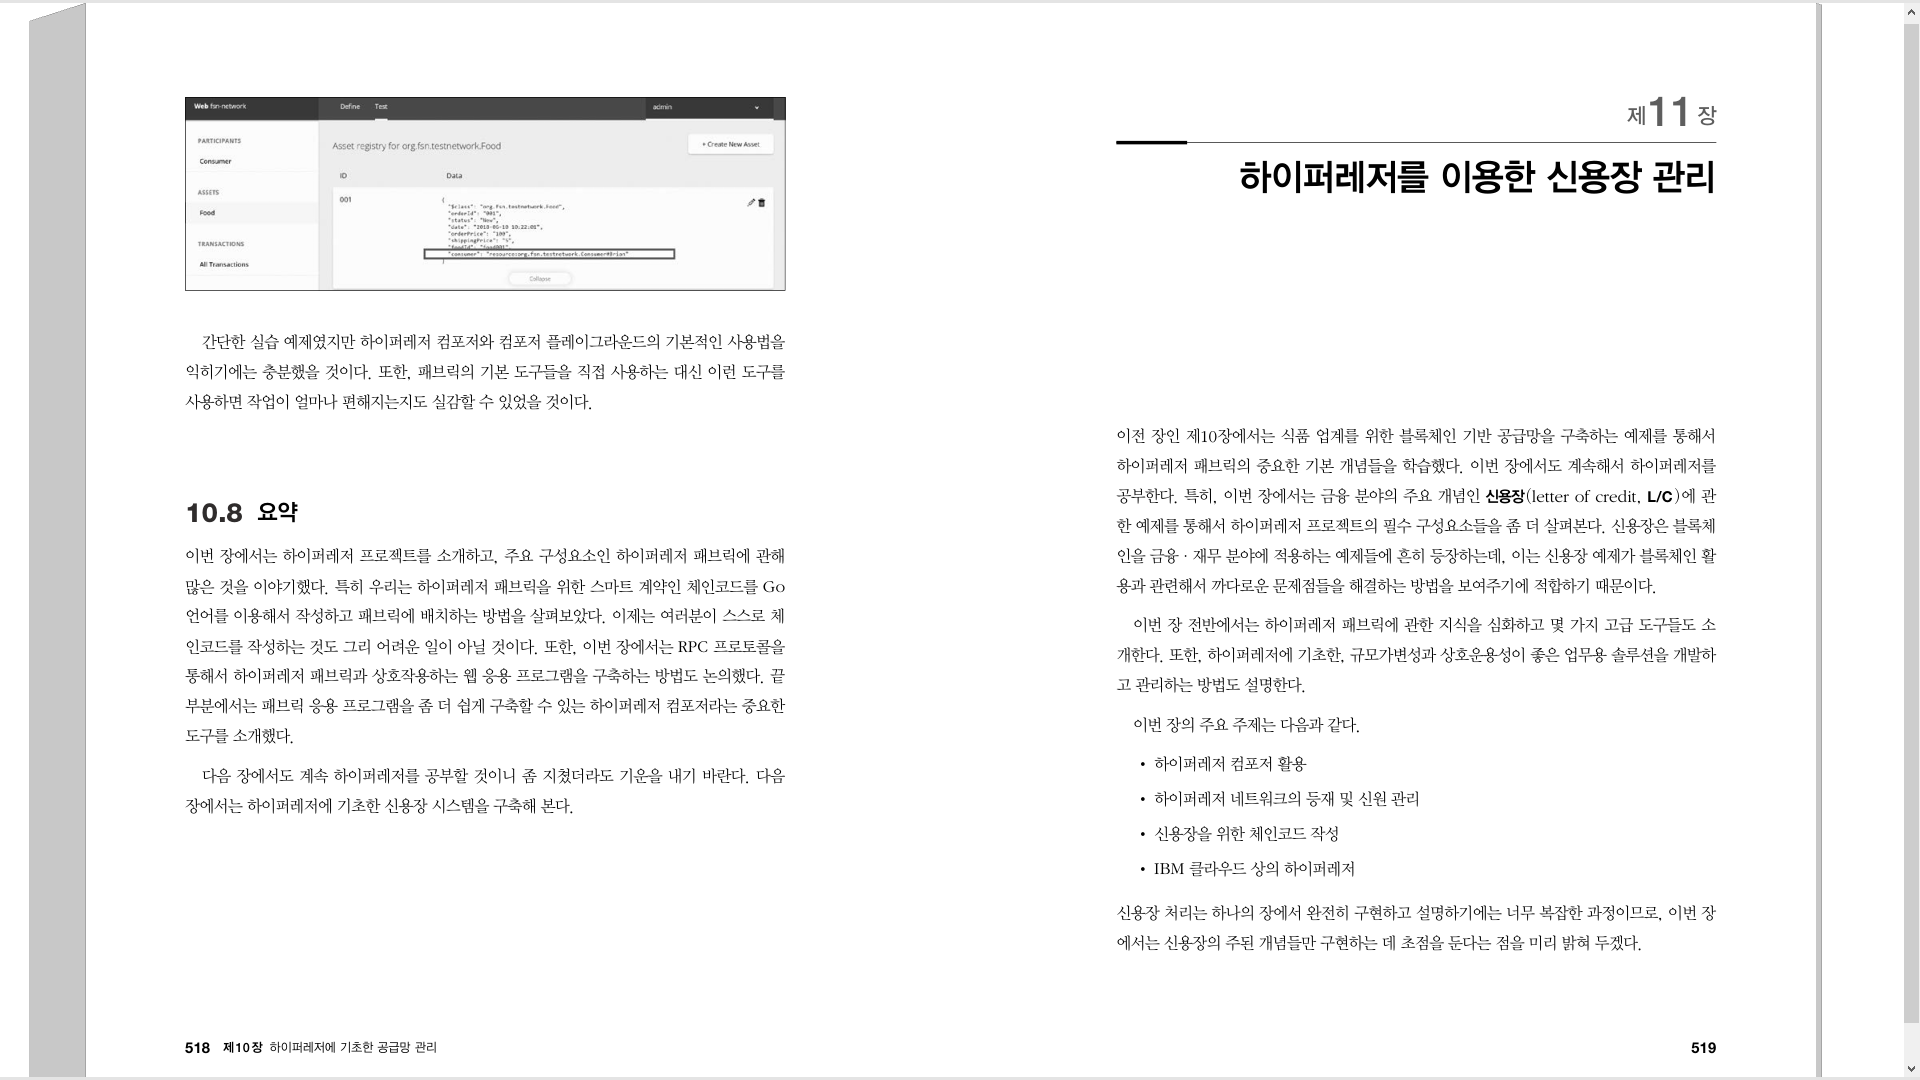 Web fsn-network
Define Test
admin
PARTICIPANTS
Consumer
ASSETS
Food
TRANSACTIONS
All Transactions
Asset registry for org.fsn.testnetwork.Food
+ Create New Asset
ID Data
001
{
"$class": "org.fsn.testnetwork.Food",
"orderId": "001",
"status": "New",
"date": "2018-05-10 10:22:01",
"orderPrice": "100",
"shippingPrice": "5",
"foodId": "food001",
"consumer": "resource:org.fsn.testnetwork.Consumer#Brian"
}
Collapse
간단한 실습 예제였지만 하이퍼레저 컴포저와 컴포저 플레이그라운드의 기본적인 사용법을
익히기에는 충분했을 것이다. 또한, 패브릭의 기본 도구들을 직접 사용하는 대신 이런 도구를
사용하면 작업이 얼마나 편해지는지도 실감할 수 있었을 것이다.
10.8 요약
이번 장에서는 하이퍼레저 프로젝트를 소개하고, 주요 구성요소인 하이퍼레저 패브릭에 관해
많은 것을 이야기했다. 특히 우리는 하이퍼레저 패브릭을 위한 스마트 계약인 체인코드를 Go
언어를 이용해서 작성하고 패브릭에 배치하는 방법을 살펴보았다. 이제는 여러분이 스스로 체
인코드를 작성하는 것도 그리 어려운 일이 아닐 것이다. 또한, 이번 장에서는 RPC 프로토콜을
통해서 하이퍼레저 패브릭과 상호작용하는 웹 응용 프로그램을 구축하는 방법도 논의했다. 끝
부분에서는 패브릭 응용 프로그램을 좀 더 쉽게 구축할 수 있는 하이퍼레저 컴포저라는 중요한
도구를 소개했다.
다음 장에서도 계속 하이퍼레저를 공부할 것이니 좀 지쳤더라도 기운을 내기 바란다. 다음
장에서는 하이퍼레저에 기초한 신용장 시스템을 구축해 본다.
518 제10장 하이퍼레저에 기초한 공급망 관리
제11장
하이퍼레저를 이용한 신용장 관리
이전 장인 제10장에서는 식품 업계를 위한 블록체인 기반 공급망을 구축하는 예제를 통해서
하이퍼레저 패브릭의 중요한 기본 개념들을 학습했다. 이번 장에서도 계속해서 하이퍼레저를
공부한다. 특히, 이번 장에서는 금융 분야의 주요 개념인 신용장(letter of credit, L/C)에 관
한 예제를 통해서 하이퍼레저 프로젝트의 필수 구성요소들을 좀 더 살펴본다. 신용장은 블록체
인을 금융 · 재무 분야에 적용하는 예제들에 흔히 등장하는데, 이는 신용장 예제가 블록체인 활
용과 관련해서 까다로운 문제점들을 해결하는 방법을 보여주기에 적합하기 때문이다.
이번 장 전반에서는 하이퍼레저 패브릭에 관한 지식을 심화하고 몇 가지 고급 도구들도 소
개한다. 또한, 하이퍼레저에 기초한, 규모가변성과 상호운용성이 좋은 업무용 솔루션을 개발하
고 관리하는 방법도 설명한다.
이번 장의 주요 주제는 다음과 같다.
• 하이퍼레저 컴포저 활용
• 하이퍼레저 네트워크의 등재 및 신원 관리
• 신용장을 위한 체인코드 작성
• IBM 클라우드 상의 하이퍼레저
신용장 처리는 하나의 장에서 완전히 구현하고 설명하기에는 너무 복잡한 과정이므로, 이번 장
에서는 신용장의 주된 개념들만 구현하는 데 초점을 둔다는 점을 미리 밝혀 두겠다.
519